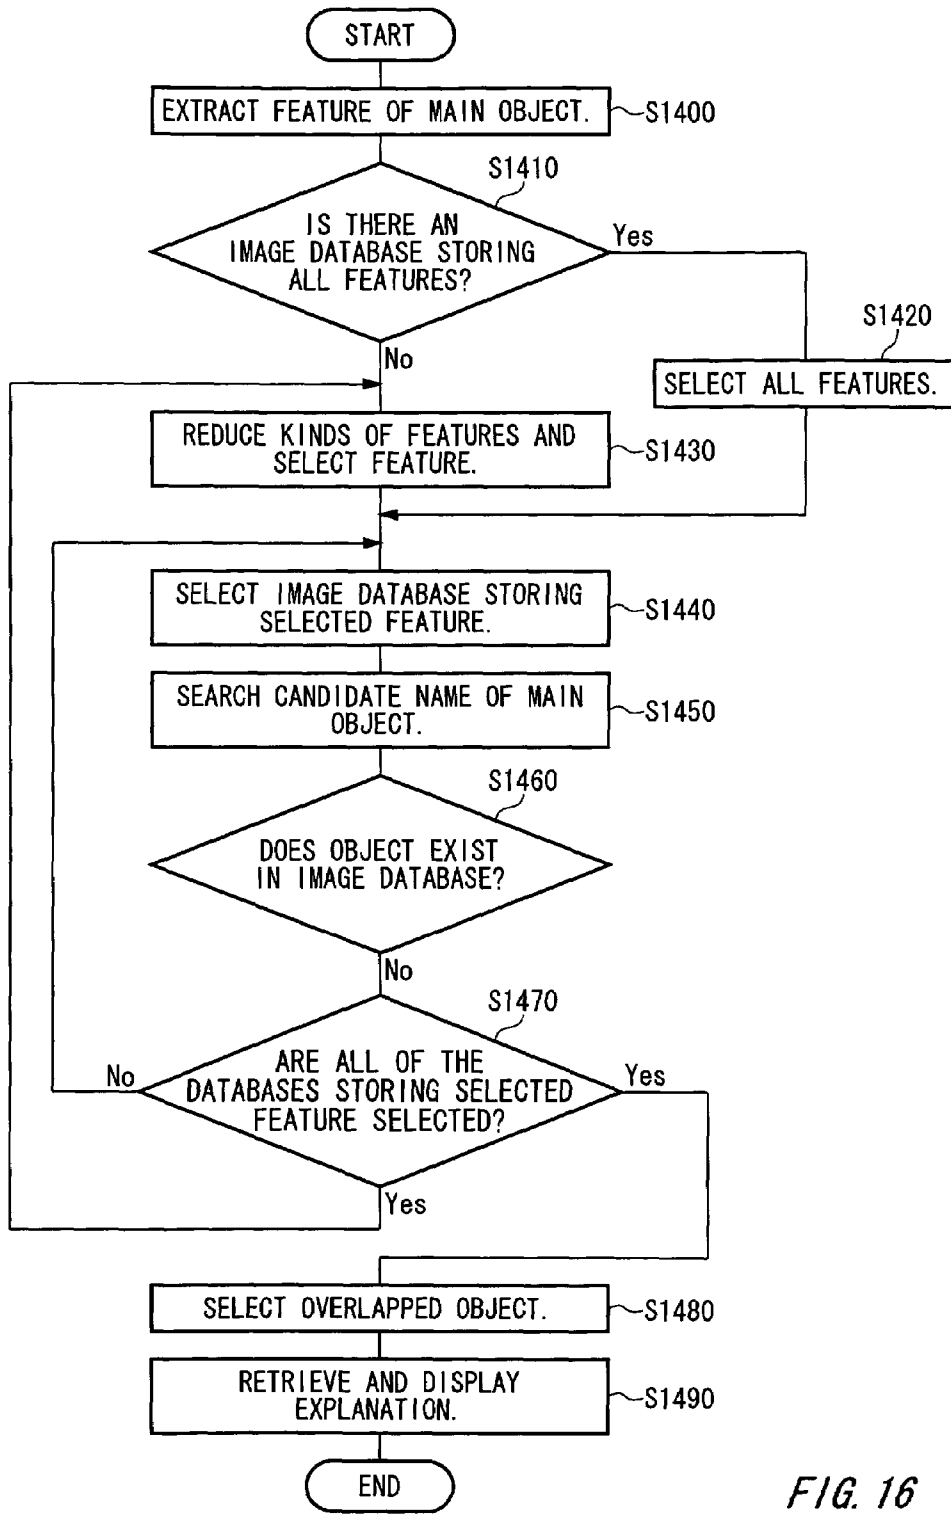 START
EXTRACT FEATURE OF MAIN OBJECT.
S1400
S1410
IS THERE AN
IMAGE DATABASE STORING
ALL FEATURES?
Yes
No
S1420
SELECT ALL FEATURES.
REDUCE KINDS OF FEATURES AND
SELECT FEATURE.
S1430
SELECT IMAGE DATABASE STORING
SELECTED FEATURE.
S1440
SEARCH CANDIDATE NAME OF MAIN
OBJECT.
S1450
S1460
DOES OBJECT EXIST
IN IMAGE DATABASE?
No
S1470
ARE ALL OF THE
DATABASES STORING SELECTED
FEATURE SELECTED?
No
Yes
Yes
SELECT OVERLAPPED OBJECT.
S1480
RETRIEVE AND DISPLAY
EXPLANATION.
S1490
END
FIG. 16